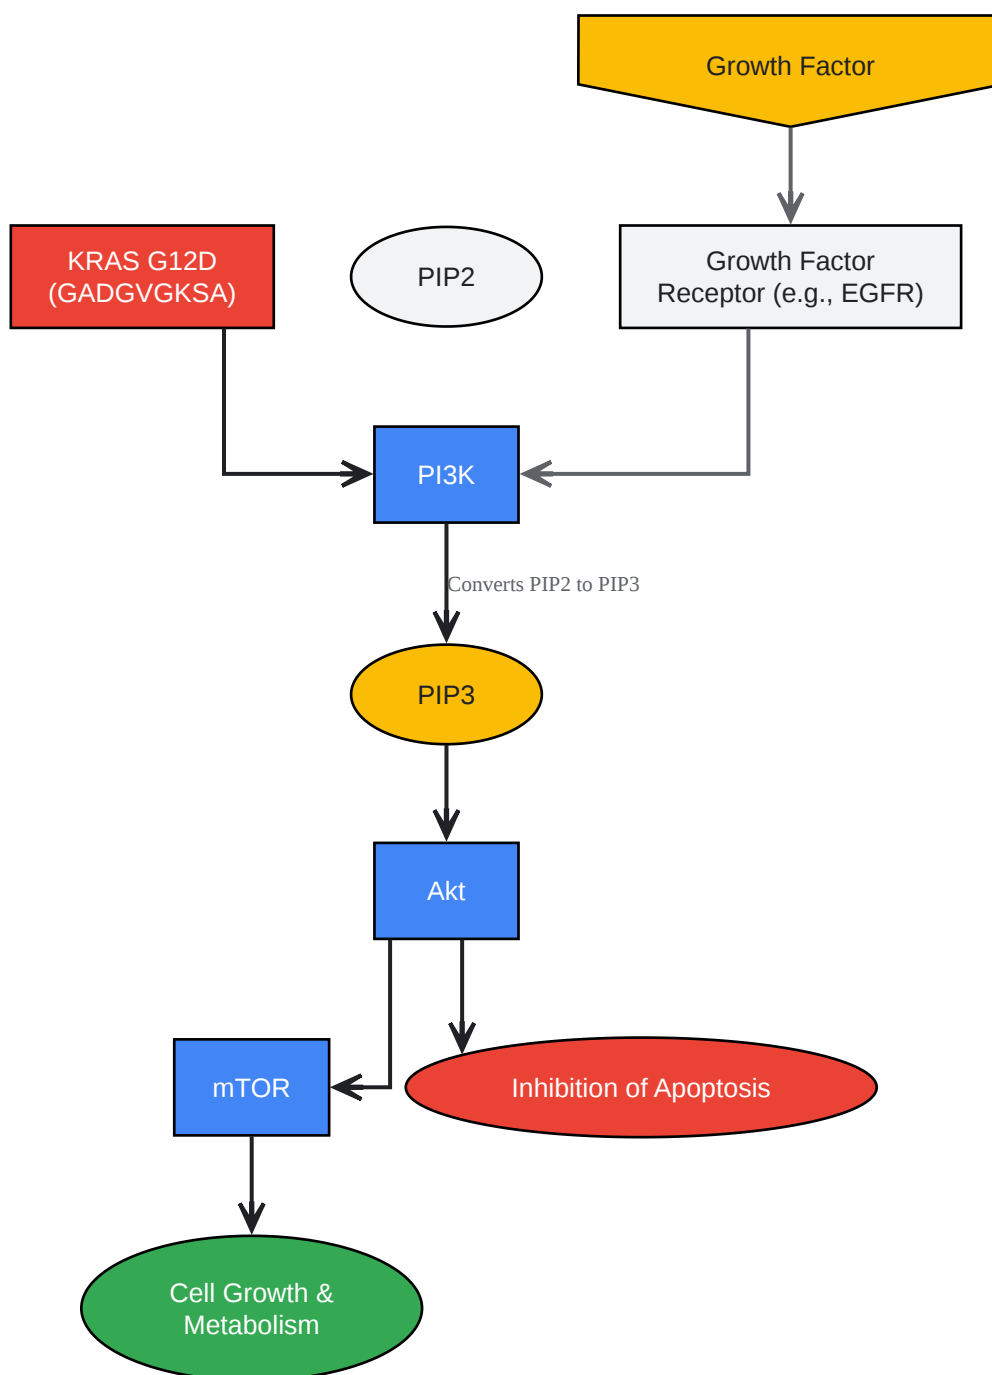 Growth Factor
KRAS G12D
(GADGVGKSA)
PIP2
Growth Factor
Receptor (e.g., EGFR)
PI3K
Converts PIP2 to PIP3
PIP3
Akt
mTOR
Inhibition of Apoptosis
Cell Growth &
Metabolism